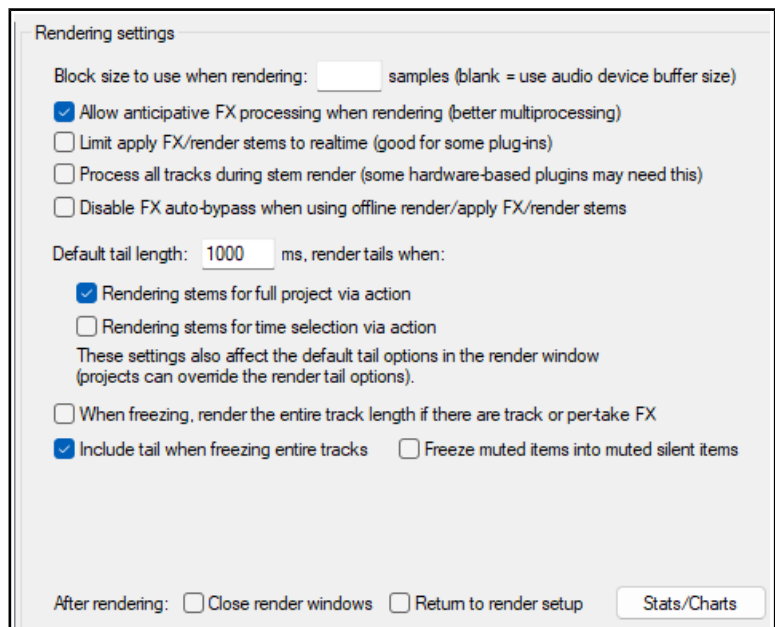 Rendering settings
Block size to use when rendering: samples (blank = use audio device buffer size)
Allow anticipative FX processing when rendering (better multiprocessing)
Limit apply FX/render stems to realtime (good for some plug-ins)
Process all tracks during stem render (some hardware-based plugins may need this)
Disable FX auto-bypass when using offline render/apply FX/render stems
Default tail length: 1000 ms, render tails when:
Rendering stems for full project via action
Rendering stems for time selection via action
These settings also affect the default tail options in the render window
(projects can override the render tail options).
When freezing, render the entire track length if there are track or per-take FX
Include tail when freezing entire tracks Freeze muted items into muted silent items
After rendering: Close render windows Return to render setup Stats/Charts